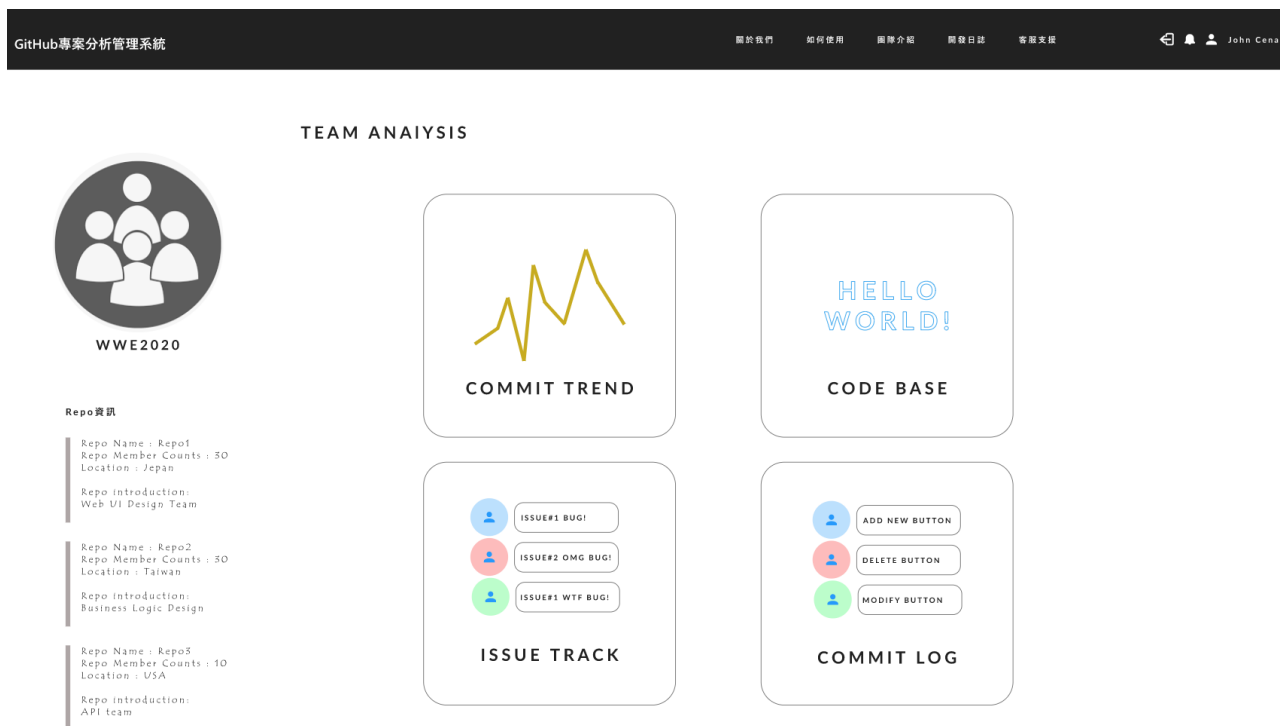 GitHub專案分析管理系統
關於我們 如何使用 團隊介紹 開發日誌 客服支援 John Cena
TEAM ANAlYSIS
WWE2020
Repo資訊
Repo Name : Repo1
Repo Member Counts : 30
Location : Jepan
Repo introduction:
Web UI Design Team
Repo Name : Repo2
Repo Member Counts : 30
Location : Taiwan
Repo introduction:
Business Logic Design
Repo Name : Repo3
Repo Member Counts : 10
Location : USA
Repo introduction:
API team
COMMIT TREND
HELLO
WORLD!
CODE BASE
ISSUE#1 BUG!
ISSUE#2 OMG BUG!
ISSUE#1 WTF BUG!
ISSUE TRACK
ADD NEW BUTTON
DELETE BUTTON
MODIFY BUTTON
COMMIT LOG